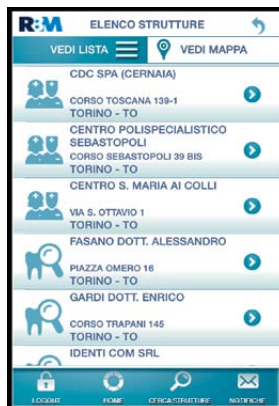 RBM
ELENCO STRUTTURE
VEDI LISTA
VEDI MAPPA
CDC SPA (CERNAIA)
CORSO TOSCANA 139-1
TORINO - TO
CENTRO POLISPECIALISTICO
SEBASTOPOLI
CORSO SEBASTOPOLI 39 BIS
TORINO - TO
CENTRO S. MARIA AI COLLI
VIA S. OTTAVIO 1
TORINO - TO
FASANO DOTT. ALESSANDRO
PIAZZA OMERO 16
TORINO - TO
GARDI DOTT. ENRICO
CORSO TRAPANI 145
TORINO - TO
IDENTI COM SRL
LOGOUT
HOME
CERCA STRUTTURE
NOTIFICHE